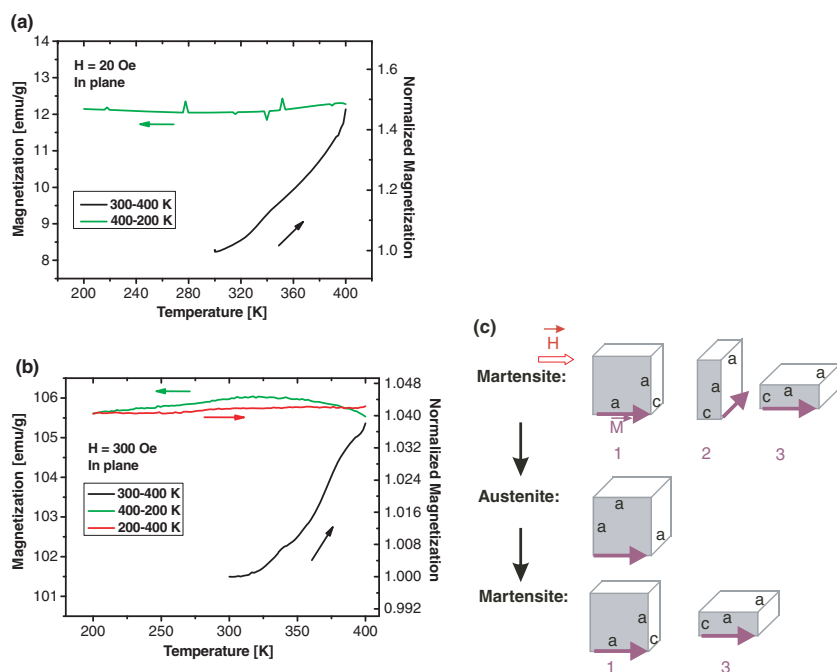 (a)
14
13
12
11
10
9
8
Magnetization [emu/g]
H = 20 Oe
In plane
300-400 K
400-200 K
1.6
1.4
1.2
1.0
Normalized Magnetization
200 240 280 320 360 400
Temperature [K]
(b)
106
105
104
103
102
101
Magnetization [emu/g]
H = 300 Oe
In plane
300-400 K
400-200 K
200-400 K
1.048
1.040
1.032
1.024
1.016
1.008
1.000
0.992
Normalized Magnetization
200 250 300 350 400
Temperature [K]
(c)
H
Martensite:
a a c
M
a a c
a a c
1 2 3
Austenite:
a a a
Martensite:
a a c
a a c
1 3